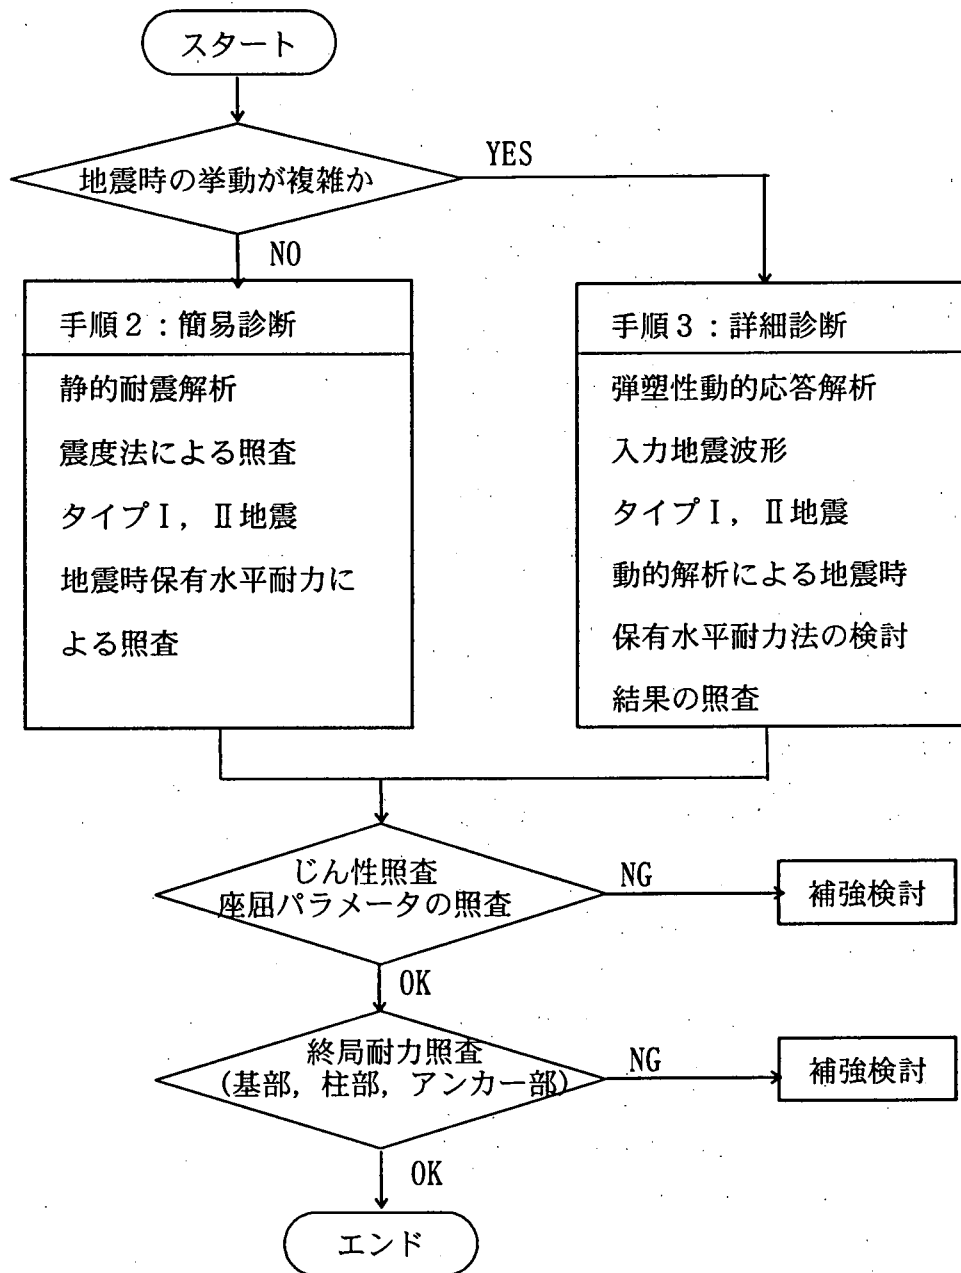 スタート
地震時の挙動が複雑か
YES
NO
手順2：簡易診断
静的耐震解析
震度法による照査
タイプⅠ，Ⅱ地震
地震時保有水平耐力に
よる照査
手順3：詳細診断
弾塑性動的応答解析
入力地震波形
タイプⅠ，Ⅱ地震
動的解析による地震時
保有水平耐力法の検討
結果の照査
じん性照査
座屈パラメータの照査
NG
補強検討
OK
終局耐力照査
(基部，柱部，アンカー部)
NG
補強検討
OK
エンド